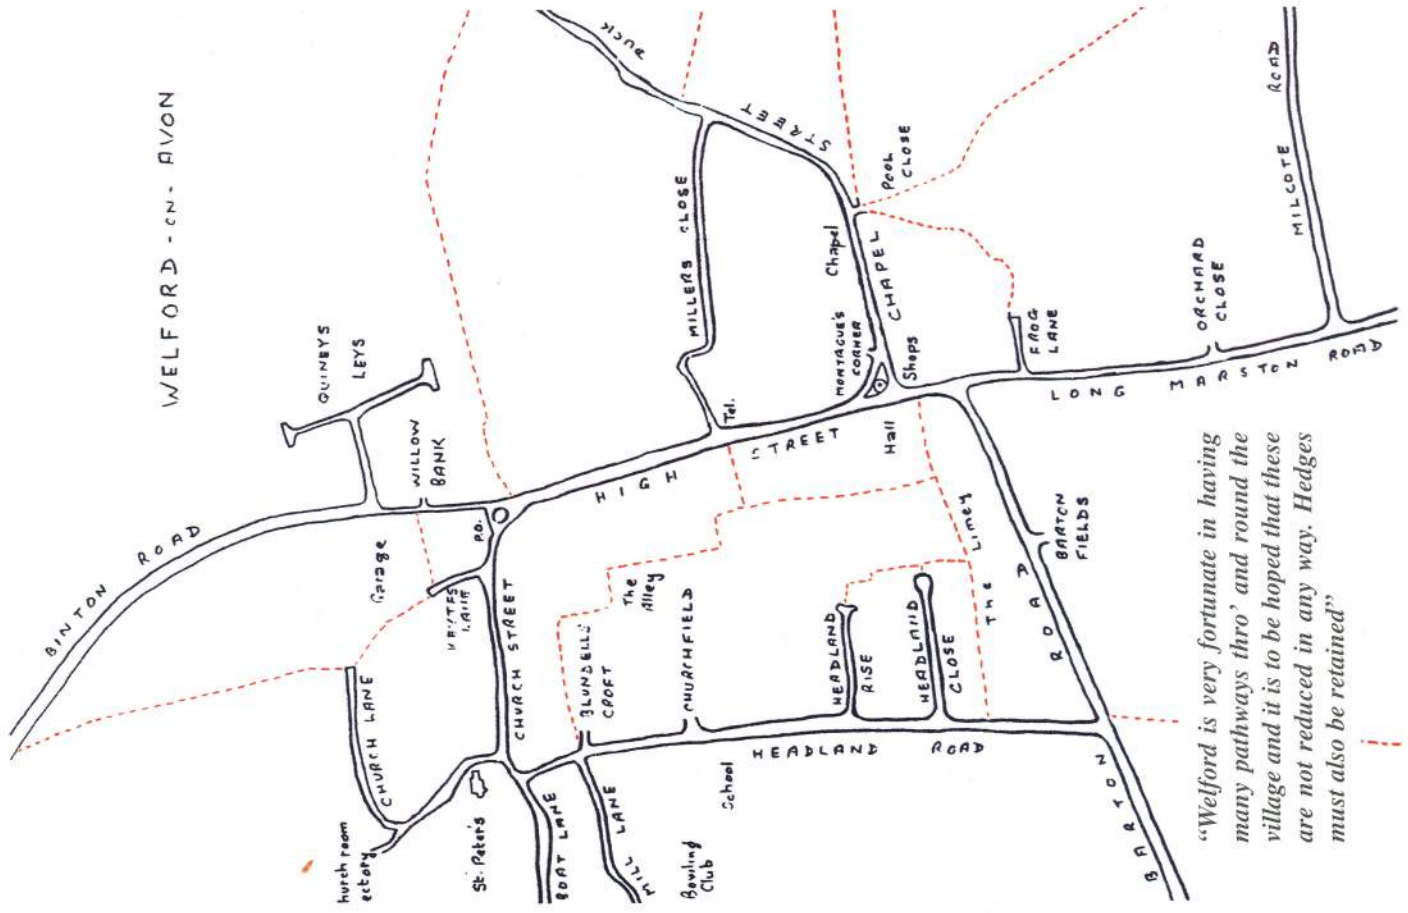 WELFORD - ON - AVON
BINTON ROAD
QUINEYS
LEYS
WILLOW
BANK
Garage
P.O.
CHURCH LANE
hurch room
ectory
St. Peter's
CHURCH STREET
BOAT LANE
MILL LANE
Bowling
Club
BLUNDELLS'
CROFT
The
Alley
CHURCHFIELD
School
HEADLAND ROAD
HEADLAND
RISE
HEADLAND
CLOSE
The Limes
HIGH STREET
Tel.
Hall
MILLERS CLOSE
BUCK STREET
MONTAGUE'S
CORNER
Chapel
CHAPEL
POOL
CLOSE
Shops
FROG
LANE
ORCHARD
CLOSE
LONG MARSTON ROAD
MILCOTE ROAD
BARTON
FIELDS
BARTON ROAD
“Welford is very fortunate in having
many pathways thro’ and round the
village and it is to be hoped that these
are not reduced in any way. Hedges
must also be retained”